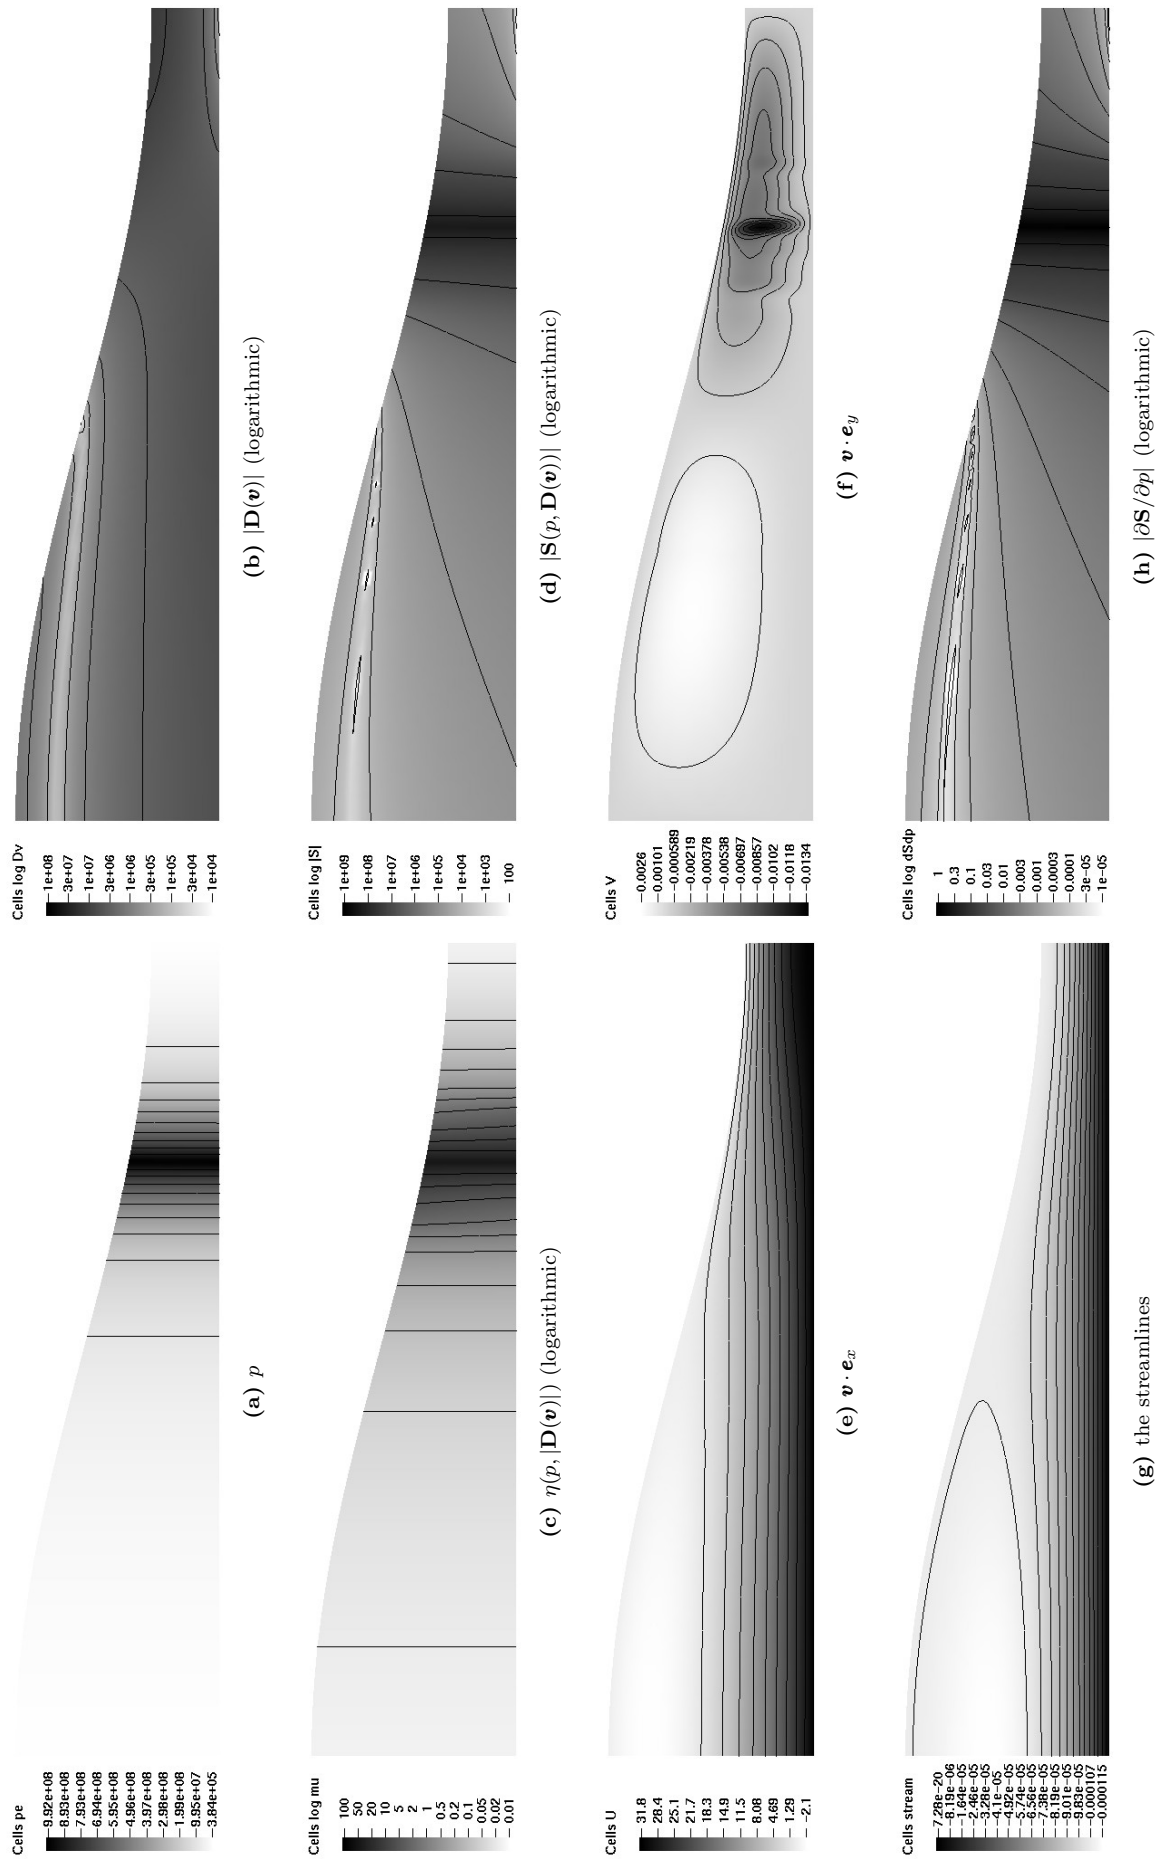 Cells pe
9.92e+08
8.93e+08
7.93e+08
6.94e+08
5.95e+08
4.96e+08
3.97e+08
2.98e+08
1.99e+08
9.95e+07
3.84e+05
(a) p
Cells log Dv
1e+08
3e+07
1e+07
3e+06
1e+06
3e+05
1e+05
3e+04
1e+04
(b) |D(v)| (logarithmic)
Cells log mu
100
50
20
10
5
2
1
0.5
0.2
0.1
0.05
0.02
0.01
(c) η(p, |D(v)|) (logarithmic)
Cells log |S|
1e+09
1e+08
1e+07
1e+06
1e+05
1e+04
1e+03
100
(d) |S(p, D(v))| (logarithmic)
Cells U
31.8
28.4
25.1
21.7
18.3
14.9
11.5
8.08
4.69
1.29
-2.1
(e) v · eₓ
Cells V
0.0026
0.00101
-0.000589
-0.00219
-0.00378
-0.00538
-0.00697
-0.00857
-0.0102
-0.0118
-0.0134
(f) v · e_y
Cells stream
7.28e-20
-8.19e-06
-1.64e-05
-2.46e-05
-3.28e-05
-4.1e-05
-4.92e-05
-5.74e-05
-6.56e-05
-7.38e-05
-8.19e-05
-9.01e-05
-9.83e-05
-0.000107
-0.000115
(g) the streamlines
Cells log dSdp
1
0.3
0.1
0.03
0.01
0.003
0.001
0.0003
0.0001
3e-05
1e-05
(h) |∂S/∂p| (logarithmic)